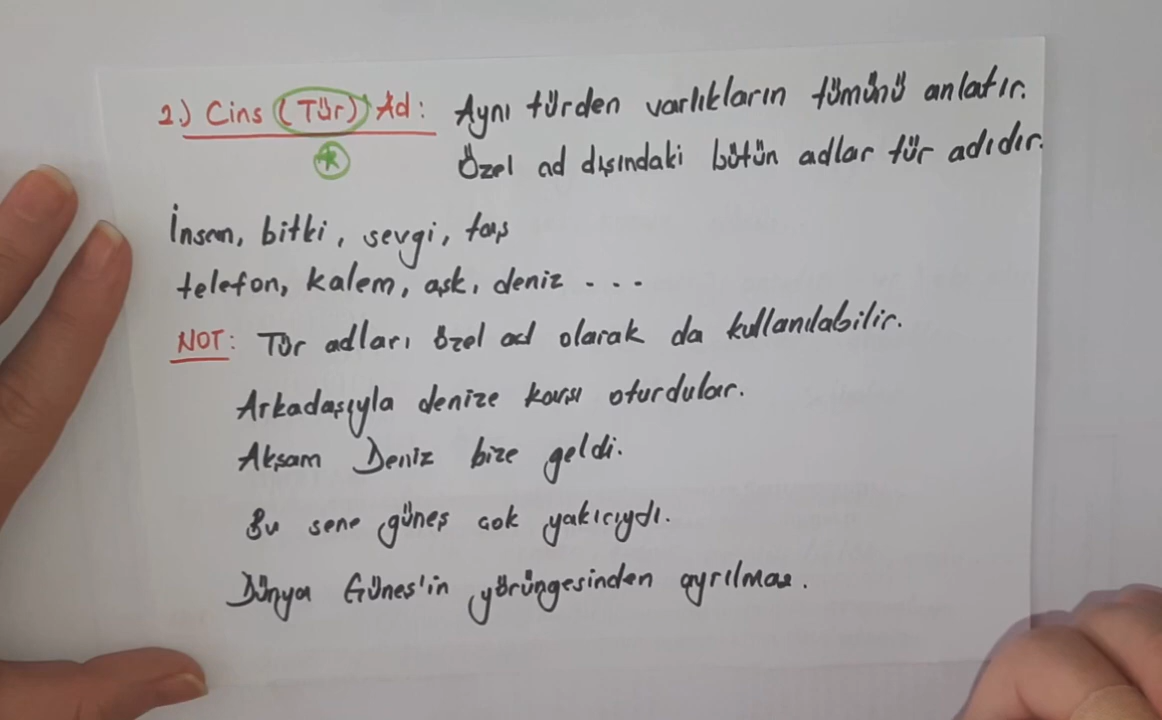 2.) Cins (Tür) Ad: Aynı türden varlıkların tümünü anlatır.
Özel ad dışındaki bütün adlar tür adıdır.
İnsan, bitki, sevgi, taş
telefon, kalem, aşk, deniz ...
NOT: Tür adları özel ad olarak da kullanılabilir.
Arkadaşıyla denize karşı oturdular.
Akşam Deniz bize geldi.
Bu sene güneş çok yakıcıydı.
Dünya Güneş'in yörüngesinden ayrılmaz.